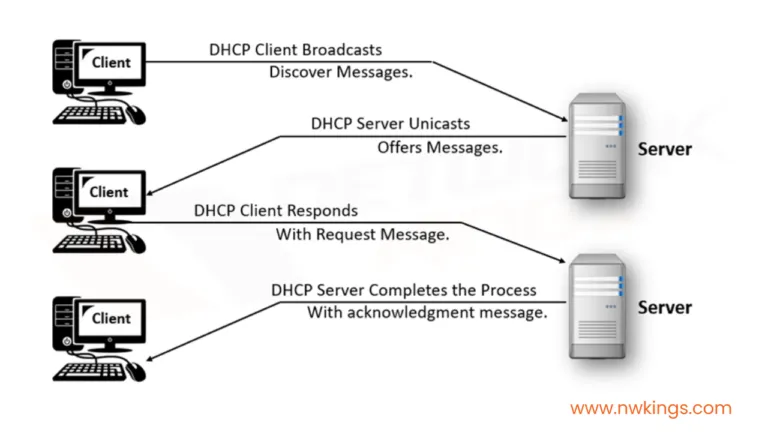 Client
DHCP Client Broadcasts
Discover Messages.
DHCP Server Unicasts
Offers Messages.
Server
Client
DHCP Client Responds
With Request Message.
DHCP Server Completes the Process
With acknowledgment message.
Server
Client
www.nwkings.com